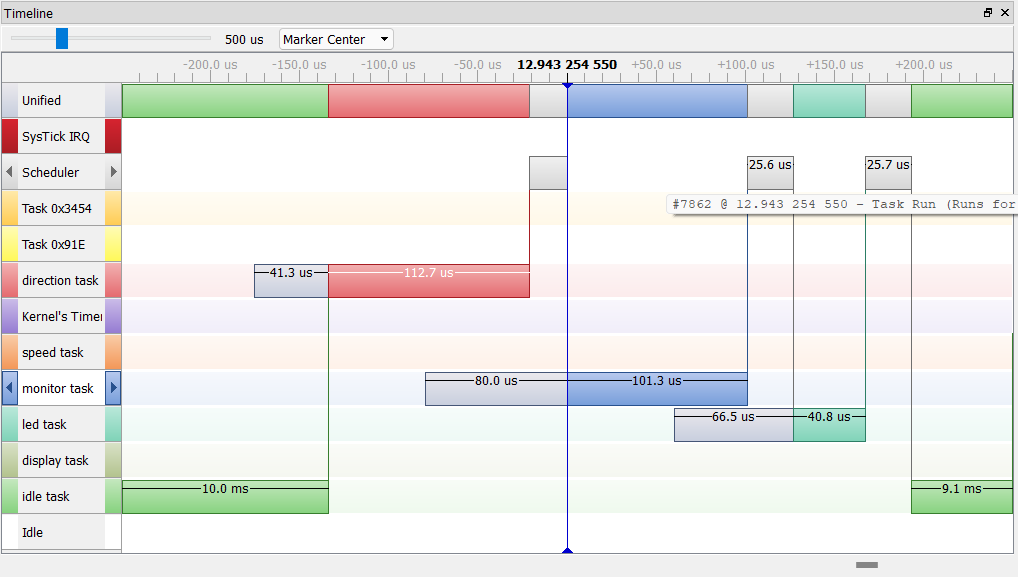 Timeline
500 us Marker Center
-200.0 us -150.0 us -100.0 us -50.0 us 12.943 254 550 +50.0 us +100.0 us +150.0 us +200.0 us
Unified
SysTick IRQ
Scheduler 25.6 us 25.7 us
Task 0x3454 #7862 @ 12.943 254 550 - Task Run (Runs for
Task 0x91E
direction task 41.3 us 112.7 us
Kernel's Timer
speed task
monitor task 80.0 us 101.3 us
led task 66.5 us 40.8 us
display task
idle task 10.0 ms 9.1 ms
Idle